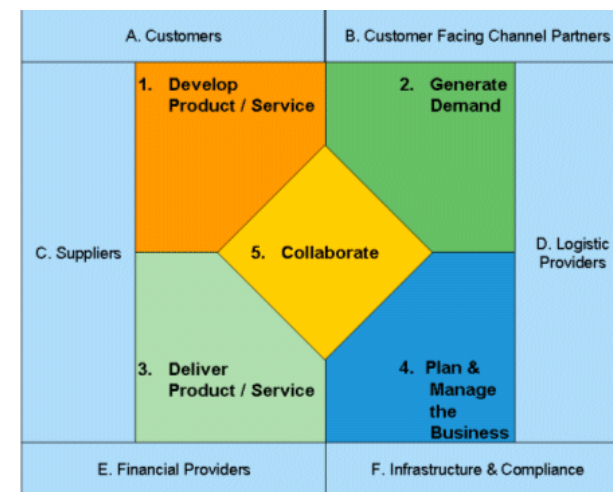 A. Customers
B. Customer Facing Channel Partners
1. Develop
Product / Service
2. Generate
Demand
C. Suppliers
5. Collaborate
D. Logistic
Providers
3. Deliver
Product / Service
4. Plan &
Manage
the
Business
E. Financial Providers
F. Infrastructure & Compliance